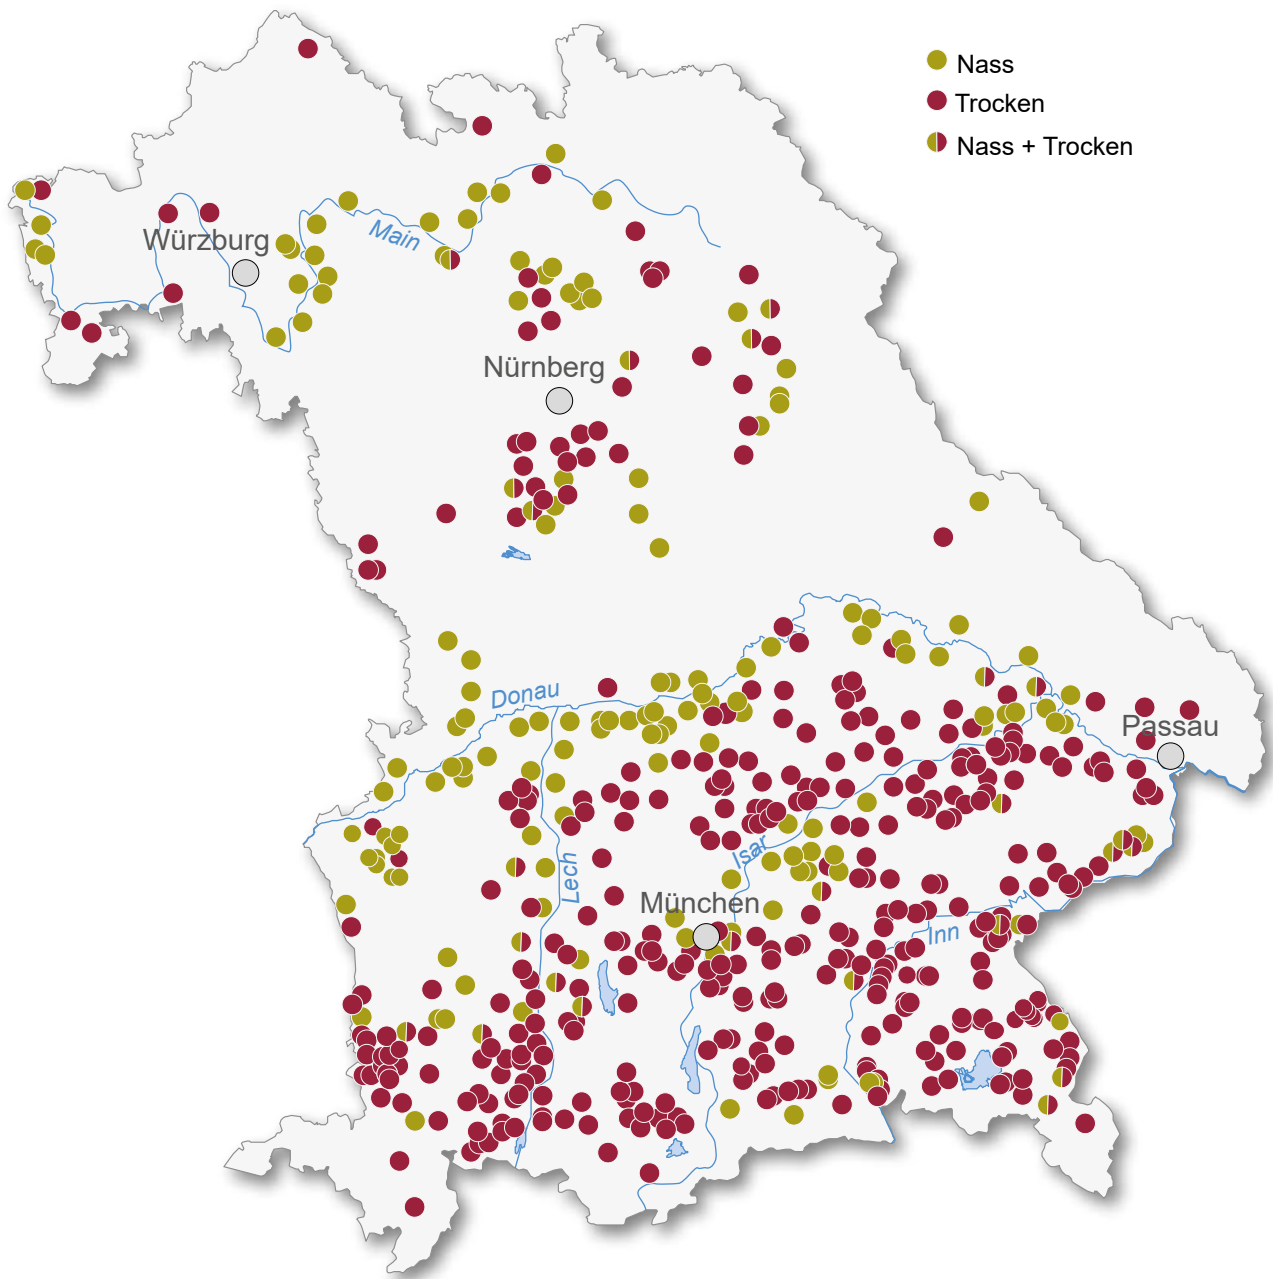 Nass
Trocken
Nass + Trocken
Würzburg
Main
Nürnberg
Donau
Passau
Isar
Lech
München
Inn